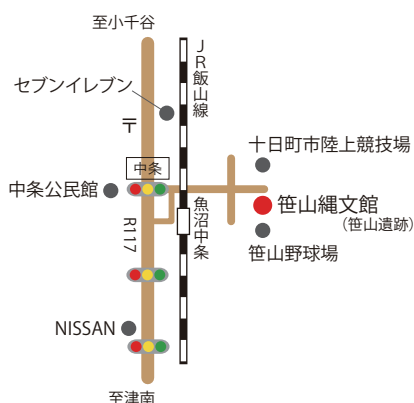 至小千谷
JR飯山線
セブンイレブン
〒
中条
十日町市陸上競技場
中条公民館
笹山縄文館
(笹山遺跡)
魚沼中条
R117
笹山野球場
NISSAN
至津南